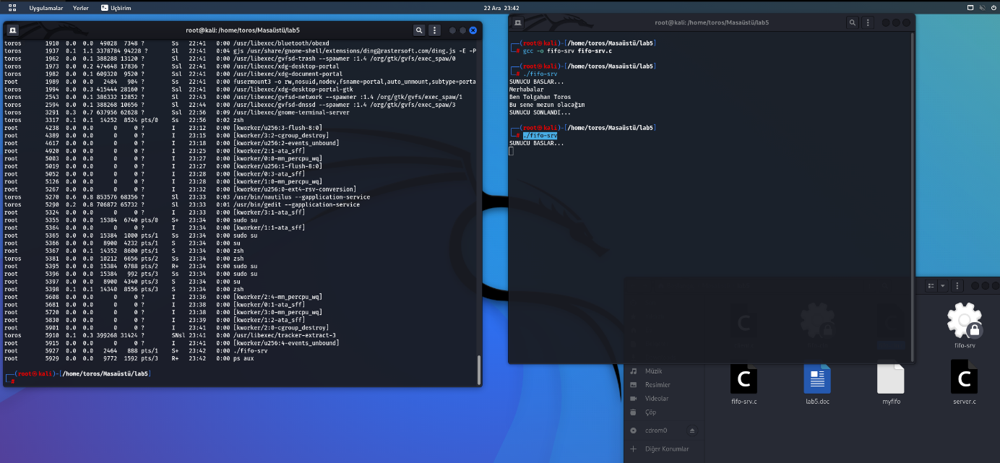 Uygulamalar Yerler Uçbirim
22 Ara 23:42
root@kali: /home/toros/Masaüstü/lab5
toros 1910 0.0 0.0 49028 7348 ? Ss 22:41 0:00 /usr/libexec/bluetooth/obexd
toros 1937 0.1 1.1 3378784 94228 ? Sl 22:41 0:04 gjs /usr/share/gnome-shell/extensions/ding@rastersoft.com/ding.js -E -P
toros 1962 0.0 0.1 388288 13120 ? Sl 22:41 0:00 /usr/libexec/gvfsd-trash --spawner :1.4 /org/gtk/gvfs/exec_spaw/0
toros 1973 0.0 0.2 474648 17836 ? Ssl 22:41 0:00 /usr/libexec/xdg-desktop-portal
toros 1982 0.0 0.1 609320 9520 ? Ssl 22:41 0:00 /usr/libexec/xdg-document-portal
root 1989 0.0 0.0 2484 904 ? Ss 22:41 0:00 fusermount3 -o rw,nosuid,nodev,fsname=portal,auto_unmount,subtype=porta
toros 1994 0.0 0.3 415444 28160 ? Ssl 22:41 0:00 /usr/libexec/xdg-desktop-portal-gtk
toros 2543 0.0 0.1 386332 12852 ? Sl 22:43 0:00 /usr/libexec/gvfsd-network --spawner :1.4 /org/gtk/gvfs/exec_spaw/1
toros 2559 0.0 0.1 388268 10656 ? Sl 22:44 0:00 /usr/libexec/gvfsd-dnssd --spawner :1.4 /org/gtk/gvfs/exec_spaw/3
toros 3291 0.3 0.7 637956 62628 ? Ssl 22:56 0:09 /usr/libexec/gnome-terminal-server
toros 3317 0.1 0.1 14252 8524 pts/0 Ss 22:56 0:02 zsh
root 4238 0.0 0.0 0 0 ? I 23:12 0:00 [kworker/u256:3-flush-8:0]
root 4389 0.0 0.0 0 0 ? I 23:15 0:00 [kworker/3:2-cgroup_destroy]
root 4617 0.0 0.0 0 0 ? I 23:18 0:00 [kworker/u256:2-events_unbound]
root 4920 0.0 0.0 0 0 ? I 23:25 0:00 [kworker/2:1-ata_sff]
root 5003 0.0 0.0 0 0 ? I 23:27 0:00 [kworker/0:0-mm_percpu_wq]
root 5019 0.0 0.0 0 0 ? I 23:27 0:00 [kworker/u256:1-flush-8:0]
root 5052 0.0 0.0 0 0 ? I 23:28 0:00 [kworker/0:3-ata_sff]
root 5126 0.0 0.0 0 0 ? I 23:28 0:00 [kworker/1:0-mm_percpu_wq]
root 5267 0.0 0.0 0 0 ? I 23:32 0:00 [kworker/u256:0-ext4-rsv-conversion]
toros 5270 0.6 0.8 853576 68356 ? Sl 23:33 0:03 /usr/bin/nautilus --gapplication-service
toros 5290 0.2 0.8 706872 65732 ? Sl 23:33 0:01 /usr/bin/gedit --gapplication-service
root 5324 0.0 0.0 0 0 ? I 23:33 0:00 [kworker/3:1-ata_sff]
root 5355 0.0 0.0 15384 6740 pts/0 S+ 23:34 0:00 sudo su
root 5364 0.0 0.0 0 0 ? I 23:34 0:00 [kworker/1:1-ata_sff]
root 5365 0.0 0.0 15384 1000 pts/1 Ss 23:34 0:00 sudo su
root 5366 0.0 0.0 8900 4232 pts/1 S 23:34 0:00 su
root 5367 0.0 0.1 14352 8600 pts/1 S 23:34 0:00 zsh
toros 5381 0.0 0.0 10212 6656 pts/2 Ss 23:34 0:00 zsh
root 5395 0.0 0.0 15384 6788 pts/2 R+ 23:34 0:00 sudo su
root 5396 0.0 0.0 15384 992 pts/3 Ss 23:34 0:00 sudo su
root 5397 0.0 0.0 8900 4340 pts/3 S 23:34 0:00 su
root 5398 0.1 0.1 14340 8556 pts/3 S 23:34 0:00 zsh
root 5608 0.0 0.0 0 0 ? I 23:36 0:00 [kworker/2:4-mm_percpu_wq]
root 5681 0.0 0.0 0 0 ? I 23:38 0:00 [kworker/0:1-ata_sff]
root 5720 0.0 0.0 0 0 ? I 23:38 0:00 [kworker/3:0-mm_percpu_wq]
root 5830 0.0 0.0 0 0 ? I 23:39 0:00 [kworker/1:2-ata_sff]
root 5901 0.0 0.0 0 0 ? I 23:41 0:00 [kworker/2:0-cgroup_destroy]
toros 5910 0.1 0.3 399268 31424 ? SNsl 23:41 0:00 /usr/libexec/tracker-extract-3
root 5915 0.0 0.0 0 0 ? I 23:41 0:00 [kworker/u256:4-events_unbound]
root 5927 0.0 0.0 2464 888 pts/1 S+ 23:42 0:00 ./fifo-srv
root 5929 0.0 0.0 9772 1592 pts/3 R+ 23:42 0:00 ps aux
(root㉿kali)-[/home/toros/Masaüstü/lab5]
#
root@kali: /home/toros/Masaüstü/lab5
(root㉿kali)-[/home/toros/Masaüstü/lab5]
# gcc -o fifo-srv fifo-srv.c
(root㉿kali)-[/home/toros/Masaüstü/lab5]
# ./fifo-srv
SUNUCU BASLAR...
Merhabalar
Ben Tolgahan Toros
Bu sene mezun olacağım
SUNUCU SONLANDI...
(root㉿kali)-[/home/toros/Masaüstü/lab5]
# ./fifo-srv
SUNUCU BASLAR...
fifo-srv
Müzik
Resimler
Videolar
Çöp
cdrom0
Diğer Konumlar
fifo-srv.c
lab5.doc
myfifo
server.c